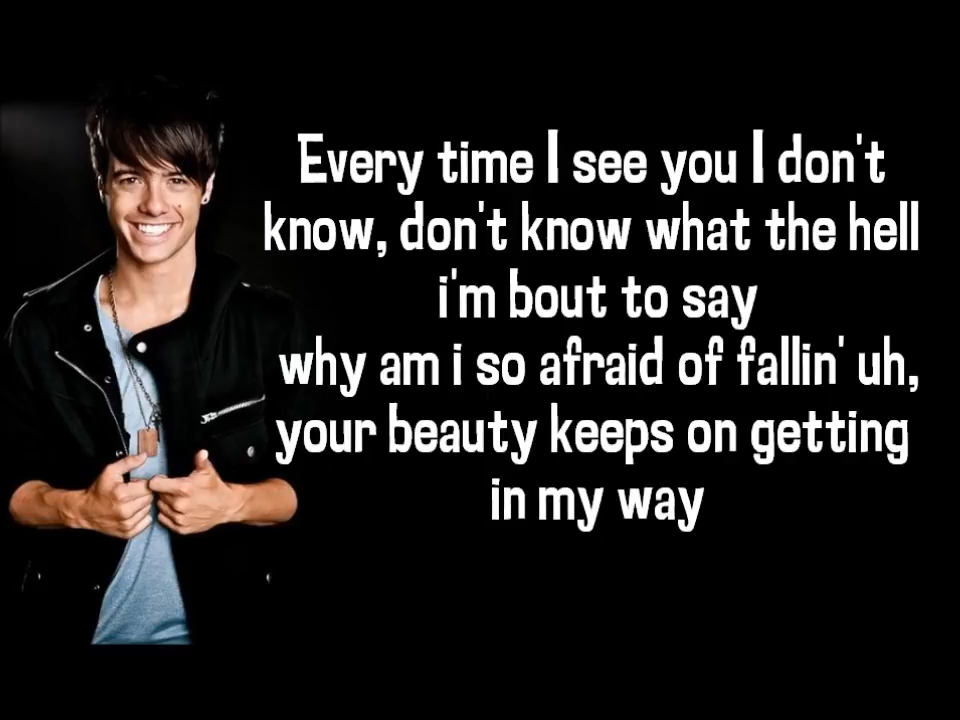 Every time I see you I don't
know, don't know what the hell
i'm bout to say
why am i so afraid of fallin' uh,
your beauty keeps on getting
in my way